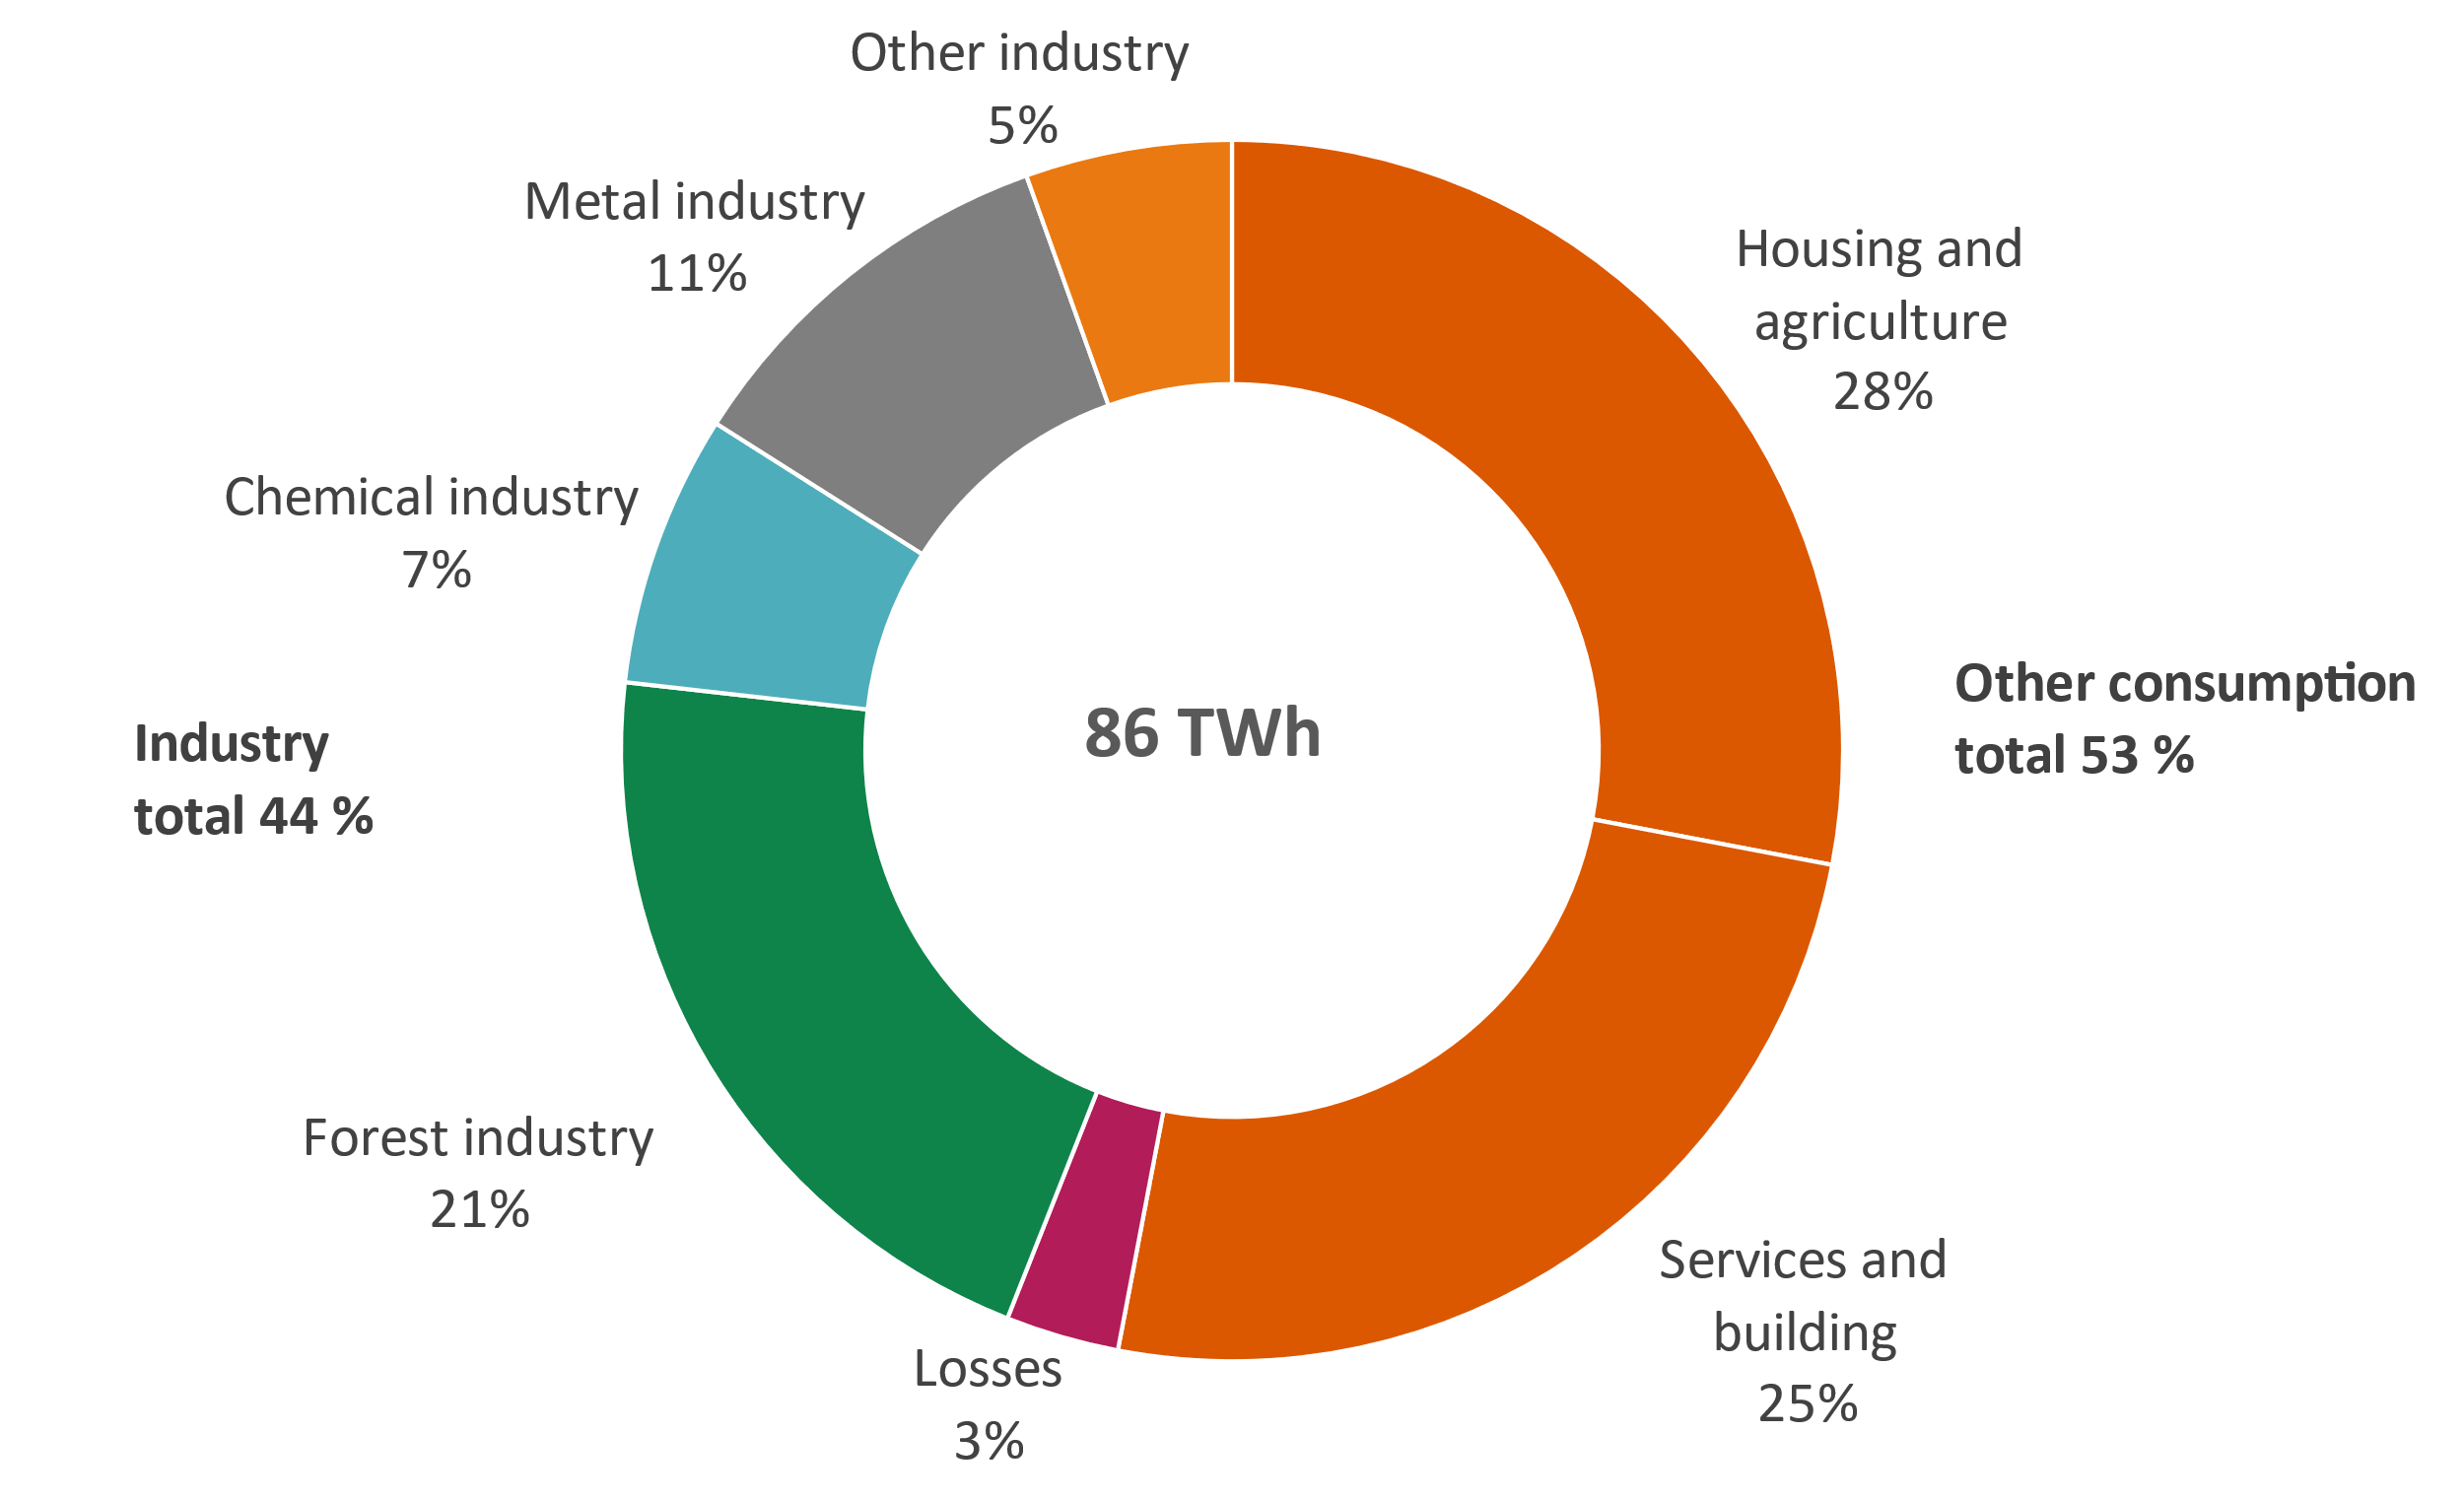 Other industry
5%
Metal industry
11%
Housing and
agriculture
28%
Chemical industry
7%
Other consumption
total 53 %
86 TWh
Industry
total 44 %
Forest industry
21%
Services and
building
25%
Losses
3%